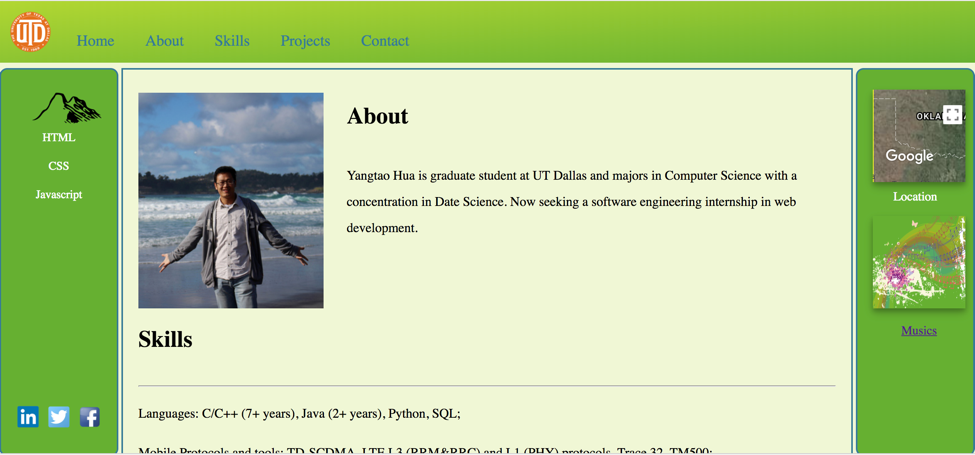 UTD
Home About Skills Projects Contact
HTML
CSS
Javascript
About
Yangtao Hua is graduate student at UT Dallas and majors in Computer Science with a
concentration in Date Science. Now seeking a software engineering internship in web
development.
Skills
Languages: C/C++ (7+ years), Java (2+ years), Python, SQL;
Mobile Protocols and tools: TD-SCDMA, LTE L3 (RRM&RRC) and L1 (PHY) protocols, Trace 32, TM500;
OKLA
Google
Location
Musics
in
f